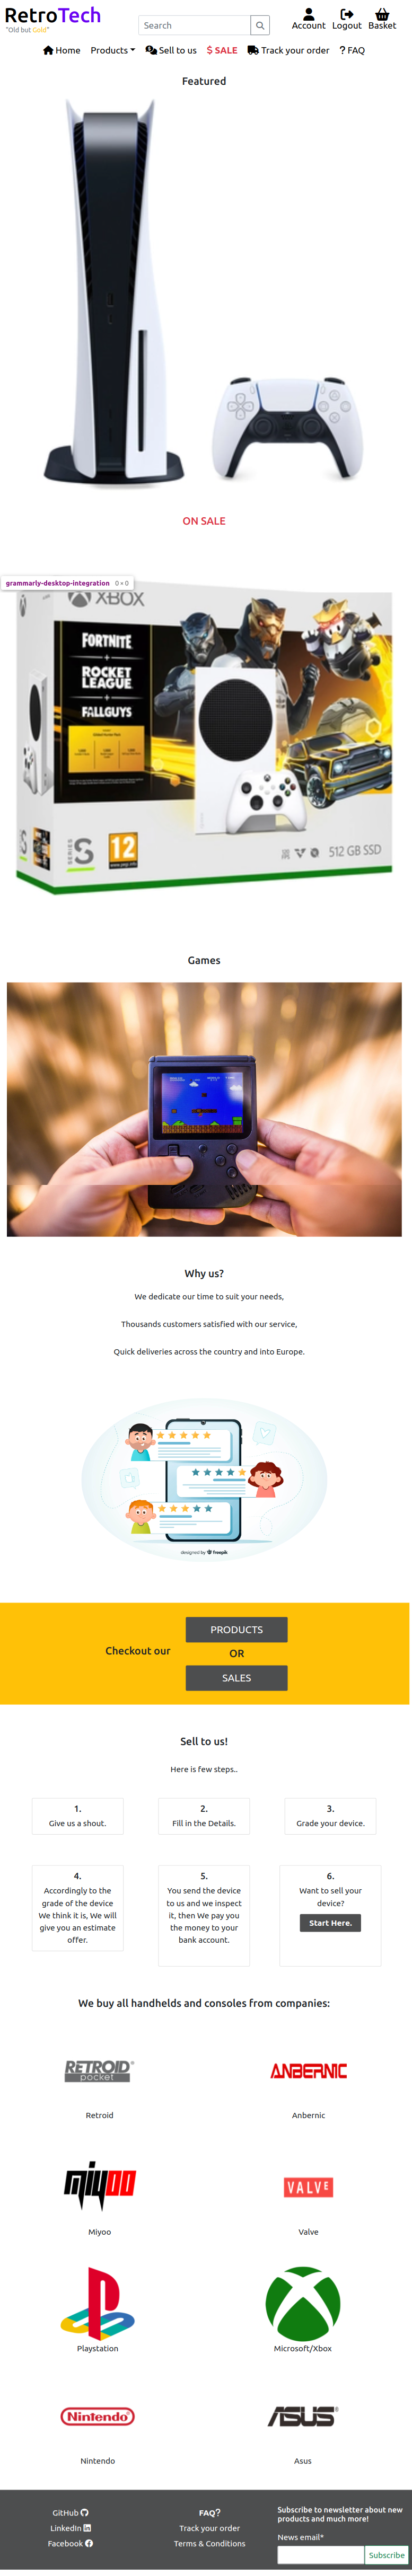 RetroTech
"Old but Gold"
Search
Account Logout Basket
Home Products Sell to us $ SALE Track your order ? FAQ
Featured
ON SALE
grammarly-desktop-integration 0 × 0
XBOX
FORTNITE
+
ROCKET
LEAGUE
+
FALLGUYS
SERIES
S
12
512 GB SSD
Games
Why us?
We dedicate our time to suit your needs,
Thousands customers satisfied with our service,
Quick deliveries across the country and into Europe.
designed by freepik
Checkout our
PRODUCTS
OR
SALES
Sell to us!
Here is few steps..
1.
Give us a shout.
2.
Fill in the Details.
3.
Grade your device.
4.
Accordingly to the
grade of the device
We think it is, We will
give you an estimate
offer.
5.
You send the device
to us and we inspect
it, then We pay you
the money to your
bank account.
6.
Want to sell your
device?
Start Here.
We buy all handhelds and consoles from companies:
RETROID
pocket
Retroid
ANBERNIC
Anbernic
MIYOO
Miyoo
VALVE
Valve
Playstation
Microsoft/Xbox
Nintendo
Nintendo
ASUS
Asus
GitHub
LinkedIn
Facebook
FAQ?
Track your order
Terms & Conditions
Subscribe to newsletter about new
products and much more!
News email*
Subscribe